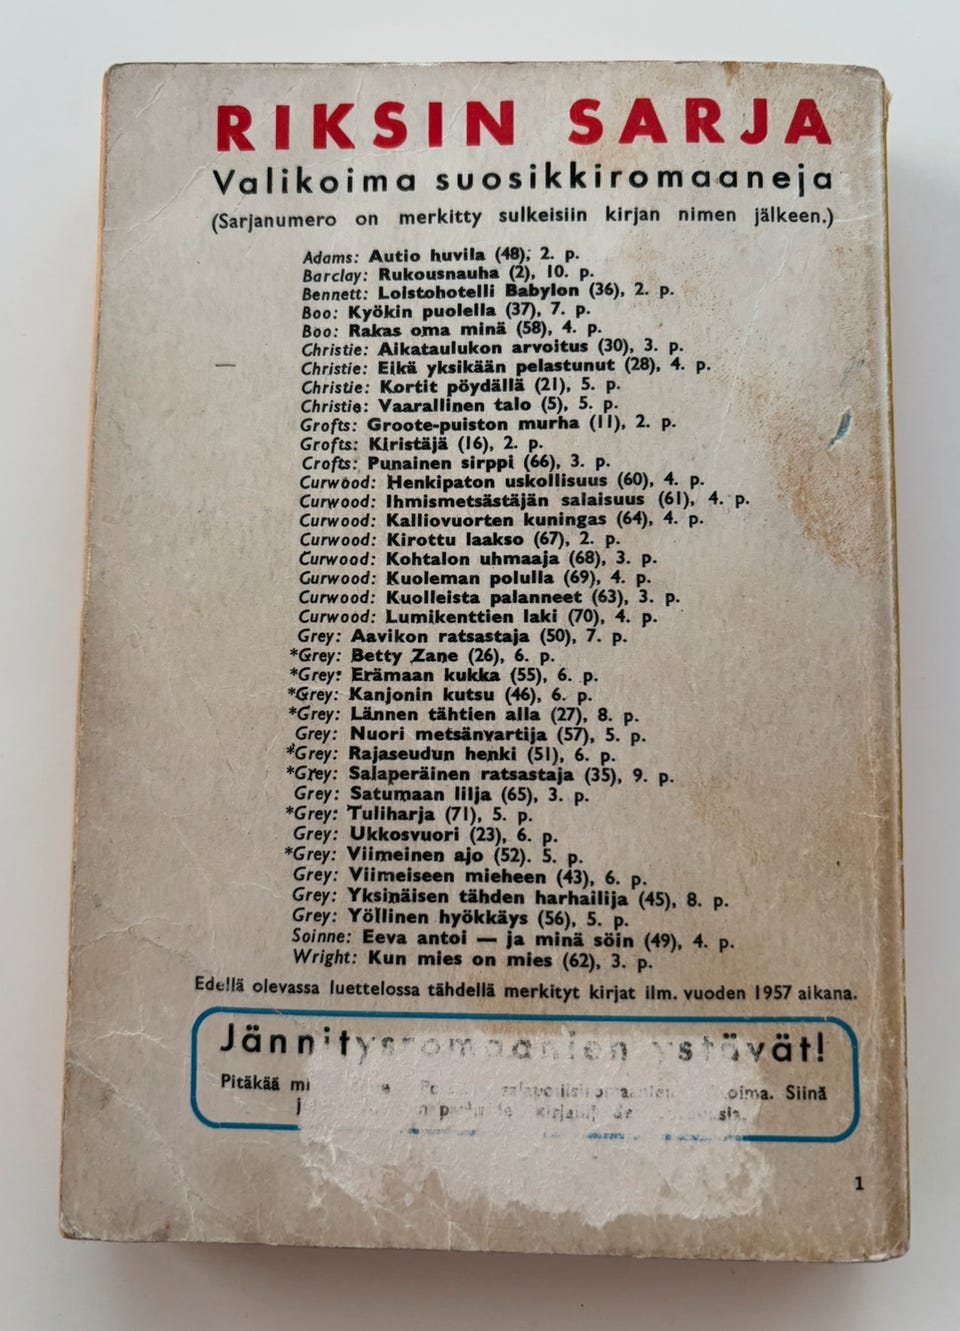 RIKSIN SARJA
Valikoima suosikkiromaaneja
(Sarjanumero on merkitty sulkeisiin kirjan nimen jälkeen.)
Adams: Autio huvila (48); 2. p.
Barclay: Rukousnauha (2), 10. p.
Bennett: Loistohotelli Babylon (36), 2. p.
Boo: Kyökin puolella (37), 7. p.
Boo: Rakas oma minä (58), 4. p.
Christie: Aikataulukon arvoitus (30), 3. p.
Christie: Eikä yksikään pelastunut (28), 4. p.
Christie: Kortit pöydällä (21), 5. p.
Christie: Vaarallinen talo (5), 5. p.
Grofts: Groote-puiston murha (11), 2. p.
Grofts: Kiristäjä (16), 2. p.
Crofts: Punainen sirppi (66), 3. p.
Curwood: Henkipaton uskollisuus (60), 4. p.
Curwood: Ihmismetsästäjän salaisuus (61), 4. p.
Curwood: Kalliovuorten kuningas (64), 4. p.
Curwood: Kirottu laakso (67), 2. p.
Curwood: Kohtalon uhmaaja (68), 3. p.
Curwood: Kuoleman polulla (69), 4. p.
Curwood: Kuolleista palanneet (63), 3. p.
Curwood: Lumikenttien laki (70), 4. p.
Grey: Aavikon ratsastaja (50), 7. p.
*Grey: Betty Zane (26), 6. p.
*Grey: Erämaan kukka (55), 6. p.
*Grey: Kanjonin kutsu (46), 6. p.
*Grey: Lännen tähtien alla (27), 8. p.
Grey: Nuori metsänvartija (57), 5. p.
*Grey: Rajaseudun henki (51), 6. p.
*Grey: Salaperäinen ratsastaja (35), 9. p.
Grey: Satumaan lilja (65), 3. p.
*Grey: Tuliharja (71), 5. p.
Grey: Ukkosvuori (23), 6. p.
*Grey: Viimeinen ajo (52). 5. p.
Grey: Viimeiseen mieheen (43), 6. p.
Grey: Yksinäisen tähden harhailija (45), 8. p.
Grey: Yöllinen hyökkäys (56), 5. p.
Soinne: Eeva antoi — ja minä söin (49), 4. p.
Wright: Kun mies on mies (62), 3. p.
Edellä olevassa luettelossa tähdellä merkityt kirjat ilm. vuoden 1957 aikana.
Jännitysromaanien ystävät!
Pitäkää Siinä
1